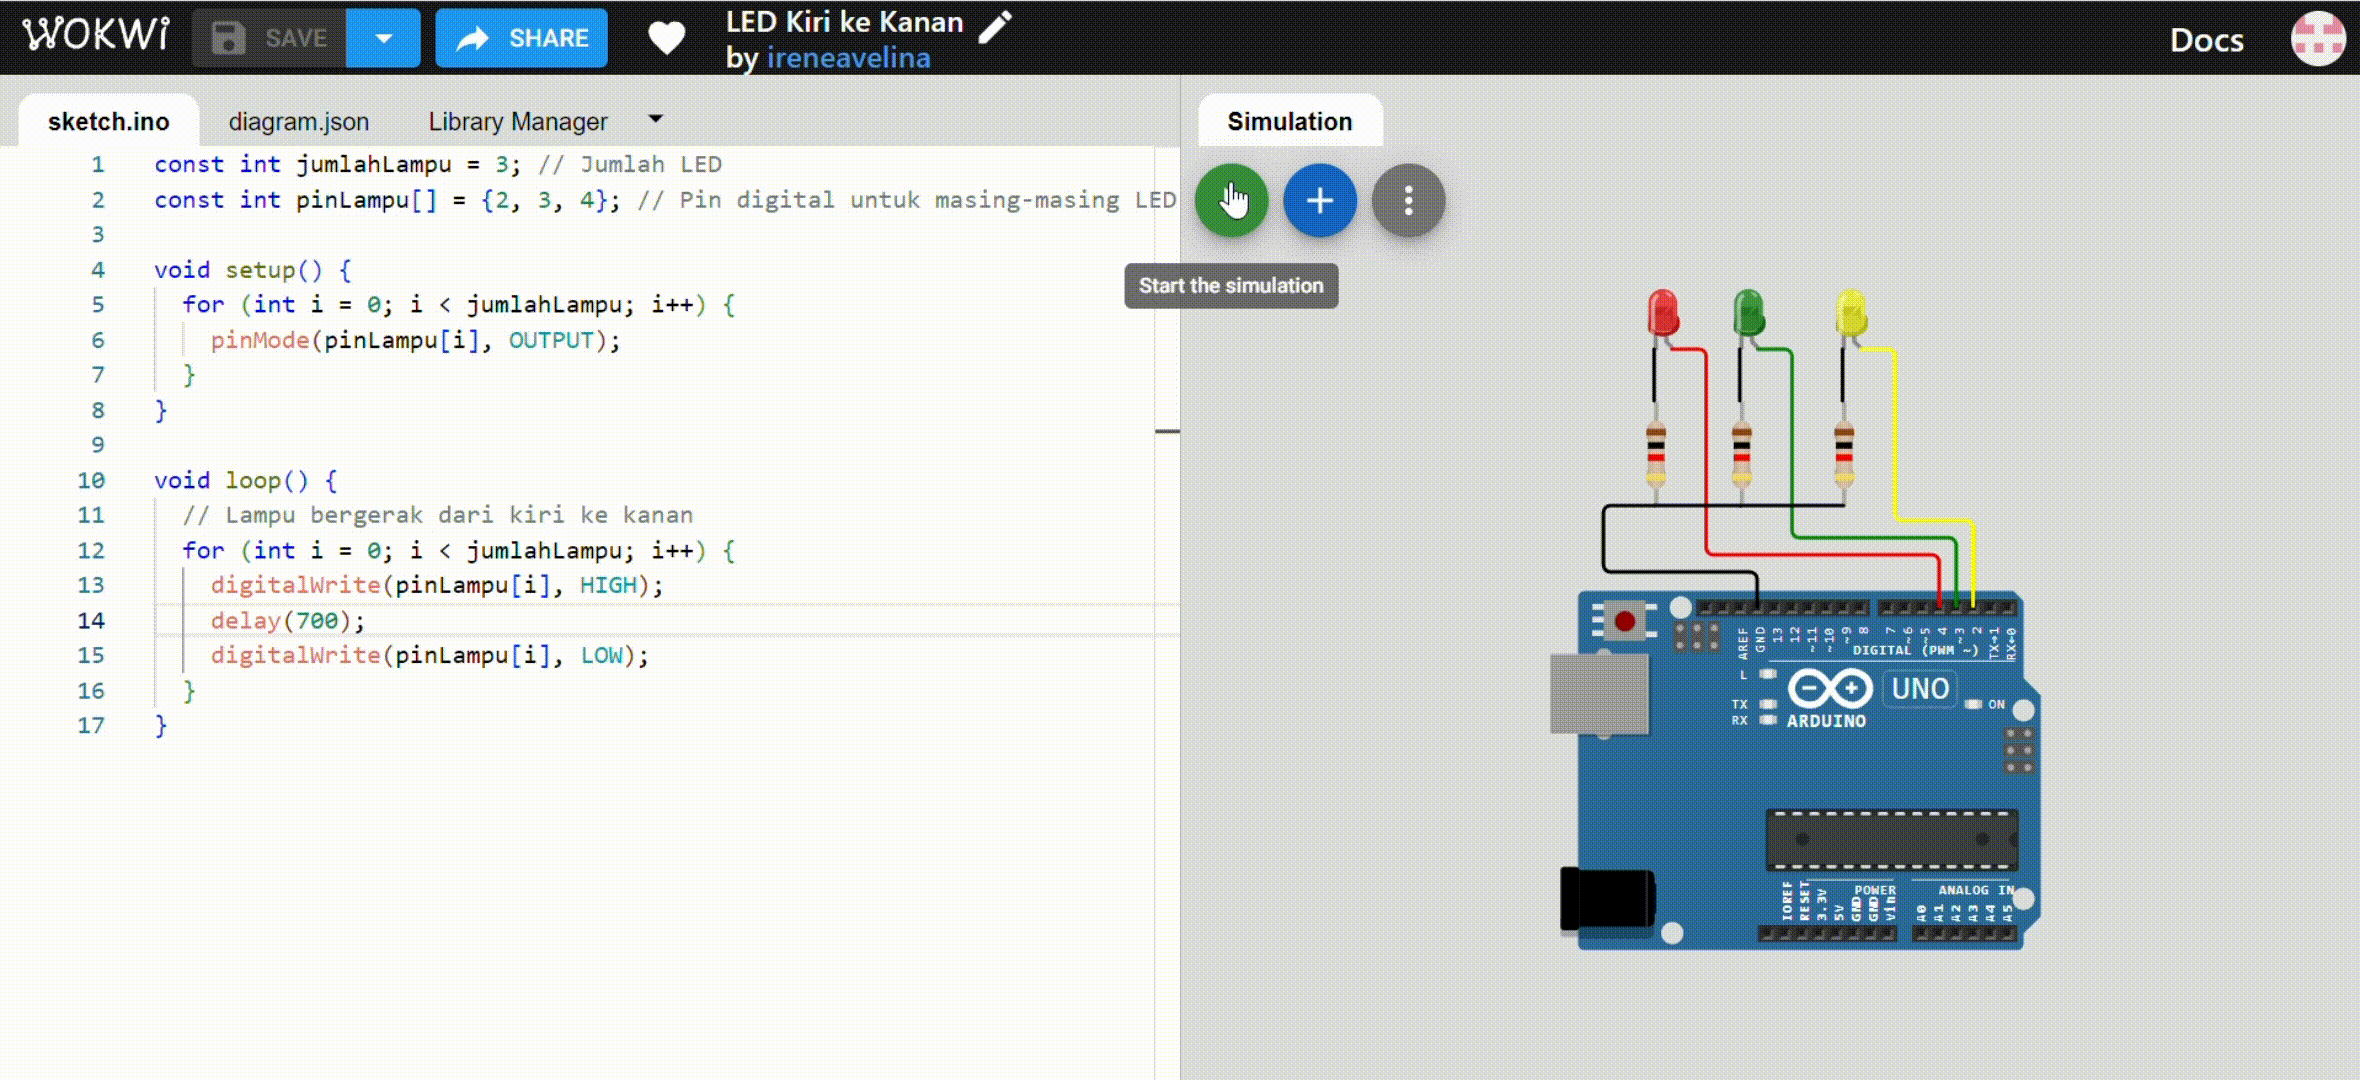 WOKWi SAVE SHARE LED Kiri ke Kanan Docs
by ireneavelina
sketch.ino diagram.json Library Manager
1 const int jumlahLampu = 3; // Jumlah LED
2 const int pinLampu[] = {2, 3, 4}; // Pin digital untuk masing-masing LED
3
4 void setup() {
5 for (int i = 0; i < jumlahLampu; i++) {
6 pinMode(pinLampu[i], OUTPUT);
7 }
8 }
9
10 void loop() {
11 // Lampu bergerak dari kiri ke kanan
12 for (int i = 0; i < jumlahLampu; i++) {
13 digitalWrite(pinLampu[i], HIGH);
14 delay(700);
15 digitalWrite(pinLampu[i], LOW);
16 }
17 }
Simulation
Start the simulation
AREF GND 13 12 ~11 ~10 ~9 8 7 ~6 ~5 4 ~3 2 TX→1 RX←0
DIGITAL (PWM ~)
L
UNO
TX ON
RX ARDUINO
POWER ANALOG IN
IOREF RESET 3.3V 5V GND GND Vin A0 A1 A2 A3 A4 A5